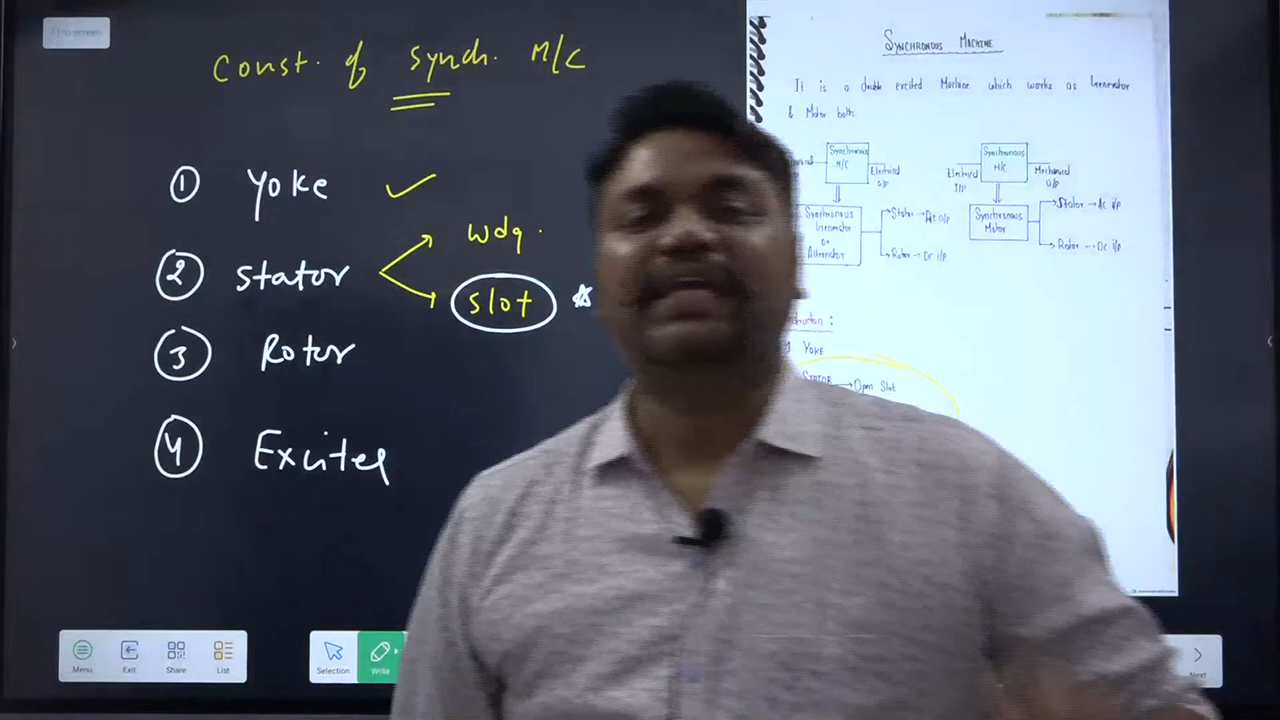 Const. of synch. M/C
① Yoke ✓
wdg.
② stator
slot
③ Rotor
④ Exciter
SYNCHRONOUS MACHINE
It is a double excited Machine which works as Generator
& Motor both.
Synchronous
M/C
Electrical
O/P
Synchronous
Generator
or
Alternator
Stator → AC O/P
Rotor → DC I/P
Electrical
I/P
Synchronous
M/C
Mechanical
O/P
Synchronous
Motor
Stator → AC I/P
Rotor → DC I/P
1. YOKE
STATOR → Open Slot
Menu
Exit
Share
List
Selection
Write
Next